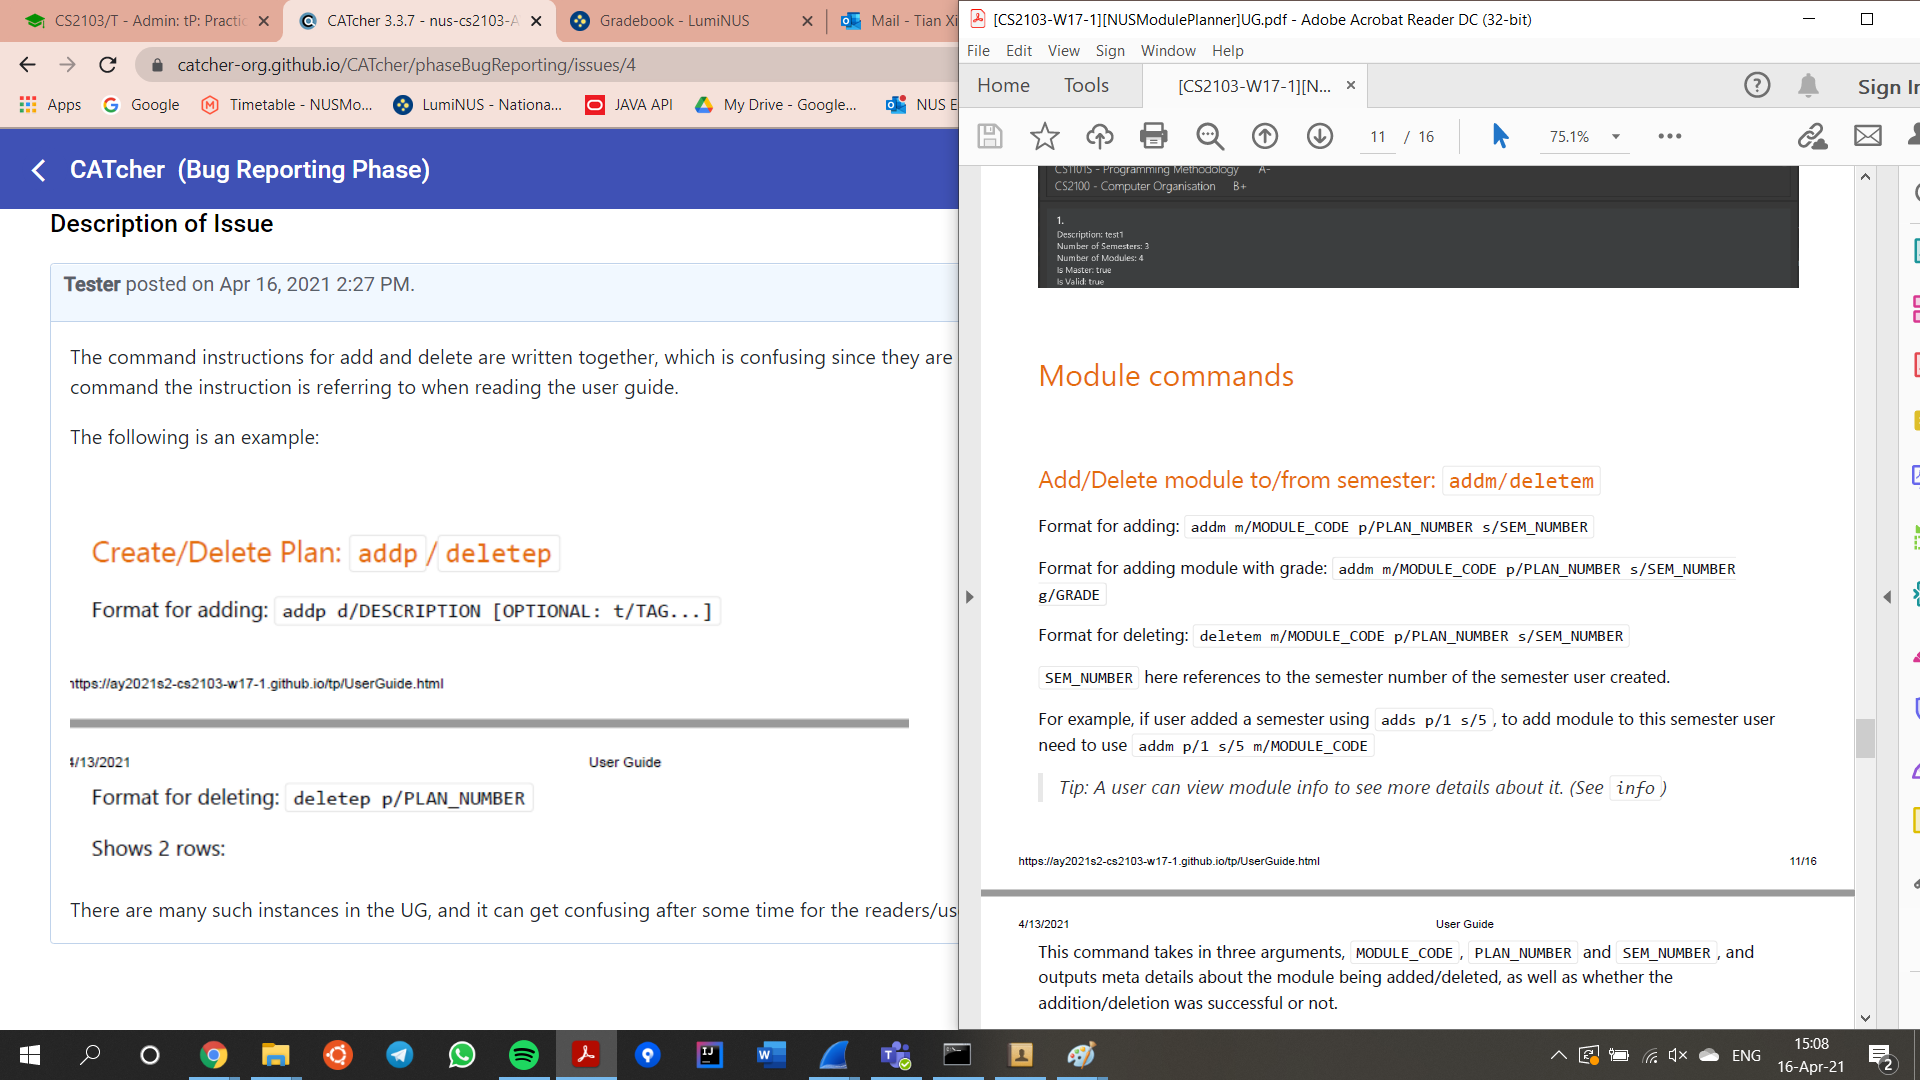 CS2103/T - Admin: tP: Practic
CATcher 3.3.7 - nus-cs2103-A
Gradebook - LumiNUS
Mail - Tian Xi
catcher-org.github.io/CATcher/phaseBugReporting/issues/4
Apps
Google
Timetable - NUSMo...
LumiNUS - Nationa...
JAVA API
My Drive - Google...
NUS E
CATcher (Bug Reporting Phase)
Description of Issue
Tester posted on Apr 16, 2021 2:27 PM.
The command instructions for add and delete are written together, which is confusing since they are
command the instruction is referring to when reading the user guide.
The following is an example:
Create/Delete Plan: addp / deletep
Format for adding: addp d/DESCRIPTION [OPTIONAL: t/TAG...]
ttps://ay2021s2-cs2103-w17-1.github.io/tp/UserGuide.html
4/13/2021 User Guide
Format for deleting: deletep p/PLAN_NUMBER
Shows 2 rows:
There are many such instances in the UG, and it can get confusing after some time for the readers/us
[CS2103-W17-1][NUSModulePlanner]UG.pdf - Adobe Acrobat Reader DC (32-bit)
File Edit View Sign Window Help
Home Tools [CS2103-W17-1][N... Sign In
11 / 16 75.1%
CS1101S - Programming Methodology A-
CS2100 - Computer Organisation B+
1.
Description: test1
Number of Semesters: 3
Number of Modules: 4
Is Master: true
Is Valid: true
Module commands
Add/Delete module to/from semester: addm/deletem
Format for adding: addm m/MODULE_CODE p/PLAN_NUMBER s/SEM_NUMBER
Format for adding module with grade: addm m/MODULE_CODE p/PLAN_NUMBER s/SEM_NUMBER
g/GRADE
Format for deleting: deletem m/MODULE_CODE p/PLAN_NUMBER s/SEM_NUMBER
SEM_NUMBER here references to the semester number of the semester user created.
For example, if user added a semester using adds p/1 s/5 , to add module to this semester user
need to use addm p/1 s/5 m/MODULE_CODE
Tip: A user can view module info to see more details about it. (See info )
https://ay2021s2-cs2103-w17-1.github.io/tp/UserGuide.html 11/16
4/13/2021 User Guide
This command takes in three arguments, MODULE_CODE , PLAN_NUMBER and SEM_NUMBER , and
outputs meta details about the module being added/deleted, as well as whether the
addition/deletion was successful or not.
ENG
15:08
16-Apr-21
2